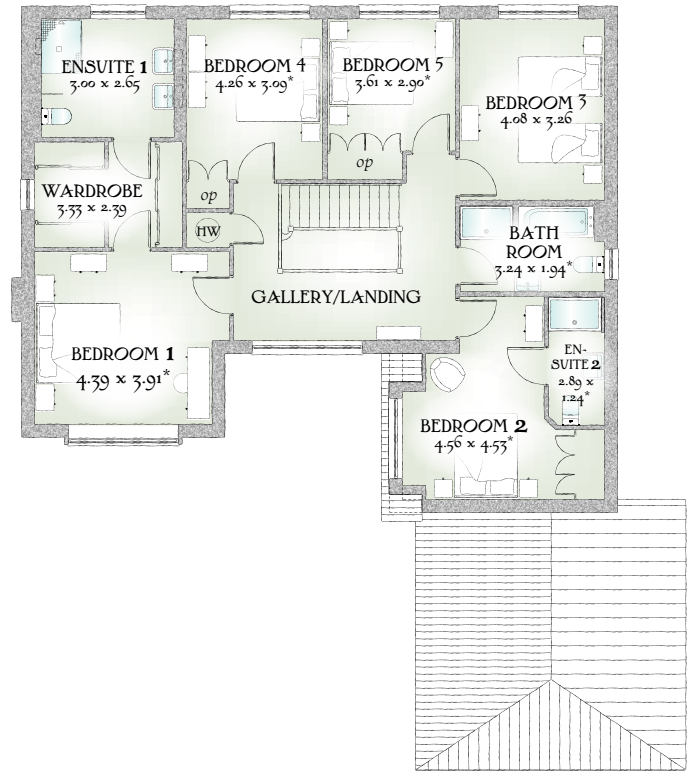 ENSUITE 1
3.00 x 2.65
BEDROOM 4
4.26 x 3.09*
BEDROOM 5
3.61 x 2.90*
BEDROOM 3
4.08 x 3.26
op
op
WARDROBE
3.33 x 2.39
HW
BATH
ROOM
3.24 x 1.94*
GALLERY/LANDING
BEDROOM 1
4.39 x 3.91*
EN-
SUITE 2
2.89 x
1.24*
BEDROOM 2
4.56 x 4.53*